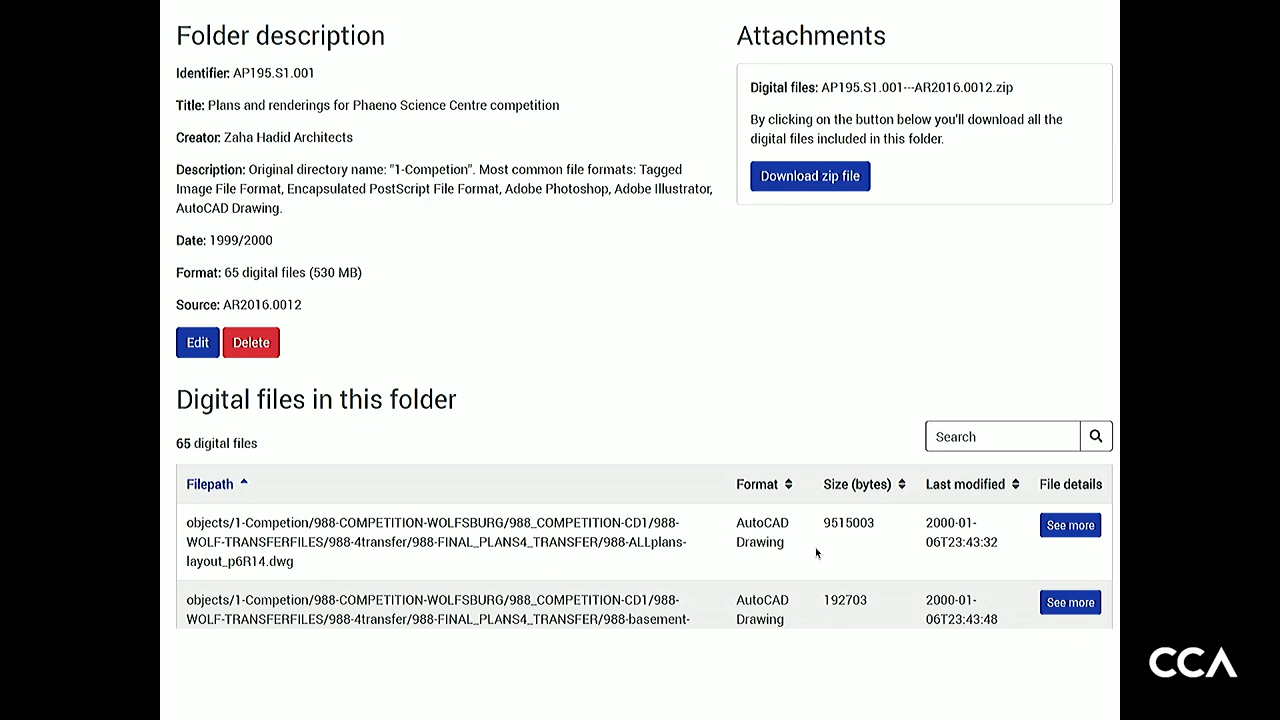 Folder description
Identifier: AP195.S1.001
Title: Plans and renderings for Phaeno Science Centre competition
Creator: Zaha Hadid Architects
Description: Original directory name: "1-Competion". Most common file formats: Tagged
Image File Format, Encapsulated PostScript File Format, Adobe Photoshop, Adobe Illustrator,
AutoCAD Drawing.
Date: 1999/2000
Format: 65 digital files (530 MB)
Source: AR2016.0012
Edit Delete
Attachments
Digital files: AP195.S1.001---AR2016.0012.zip
By clicking on the button below you'll download all the
digital files included in this folder.
Download zip file
Digital files in this folder
65 digital files
Search
Filepath Format Size (bytes) Last modified File details
objects/1-Competion/988-COMPETITION-WOLFSBURG/988_COMPETITION-CD1/988- AutoCAD 9515003 2000-01- See more
WOLF-TRANSFERFILES/988-4transfer/988-FINAL_PLANS4_TRANSFER/988-ALLplans- Drawing 06T23:43:32
layout_p6R14.dwg
objects/1-Competion/988-COMPETITION-WOLFSBURG/988_COMPETITION-CD1/988- AutoCAD 192703 2000-01- See more
WOLF-TRANSFERFILES/988-4transfer/988-FINAL_PLANS4_TRANSFER/988-basement- Drawing 06T23:43:48
CCA